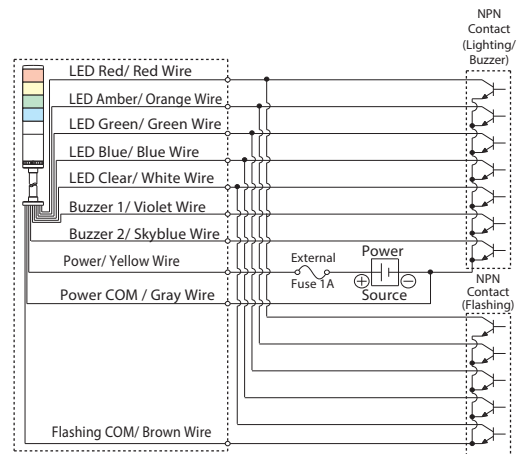 NPN
Contact
(Lighting/
Buzzer)
LED Red/ Red Wire
LED Amber/ Orange Wire
LED Green/ Green Wire
LED Blue/ Blue Wire
LED Clear/ White Wire
Buzzer 1/ Violet Wire
Buzzer 2/ Skyblue Wire
Power/ Yellow Wire
External
Fuse 1A
Power
Source
Power COM / Gray Wire
NPN
Contact
(Flashing)
Flashing COM/ Brown Wire